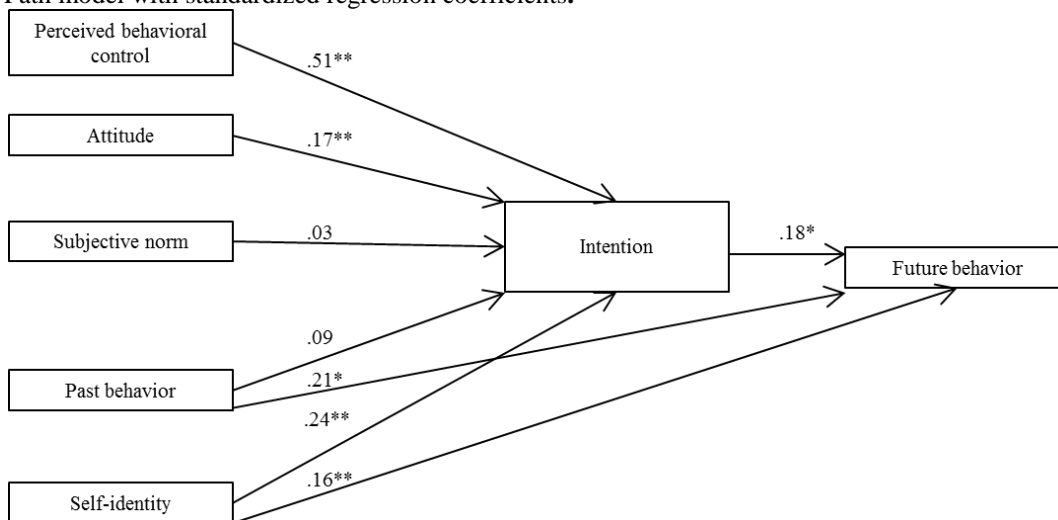 Path model with standardized regression coefficients.
Perceived behavioral
control
.51**
Attitude
.17**
Subjective norm
.03
Intention
.18*
Future behavior
.09
Past behavior
.21*
.24**
.16**
Self-identity